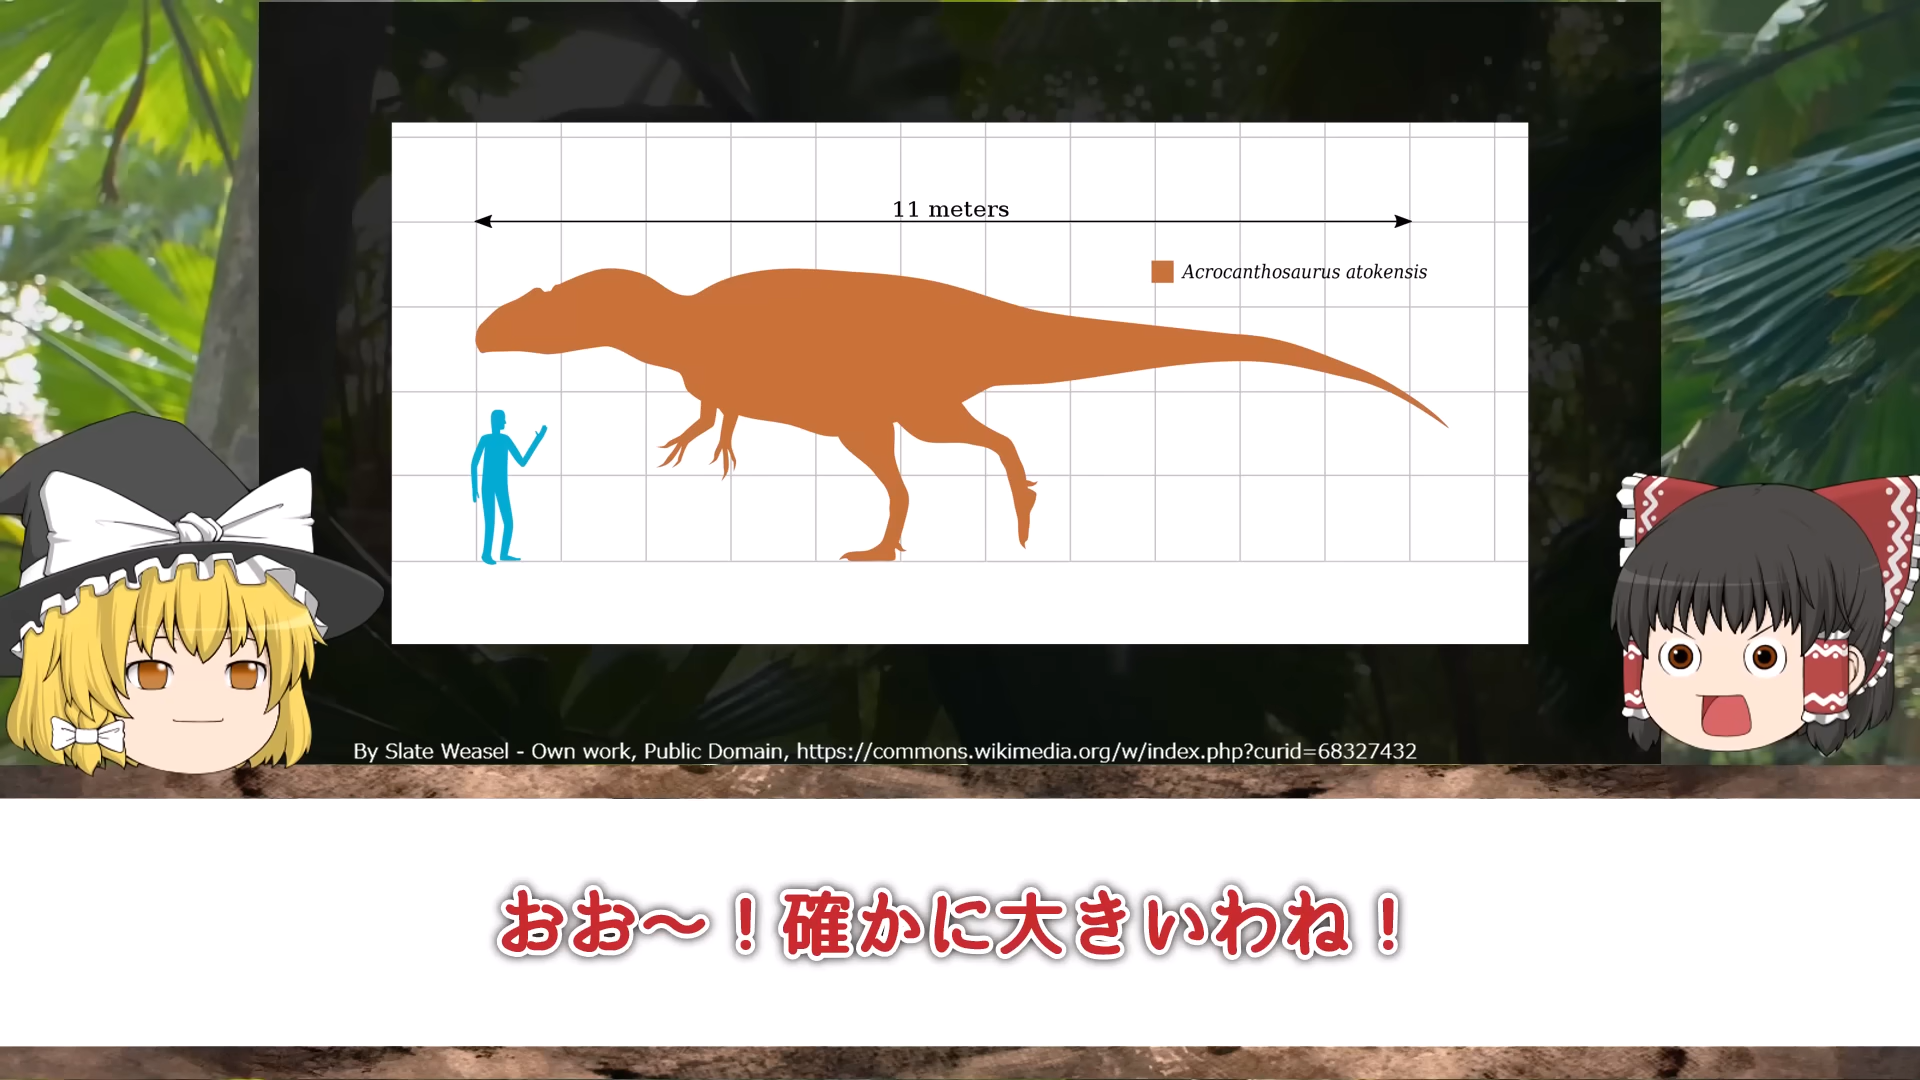 11 meters
Acrocanthosaurus atokensis
By Slate Weasel - Own work, Public Domain, https://commons.wikimedia.org/w/index.php?curid=68327432
おお～！確かに大きいわね！